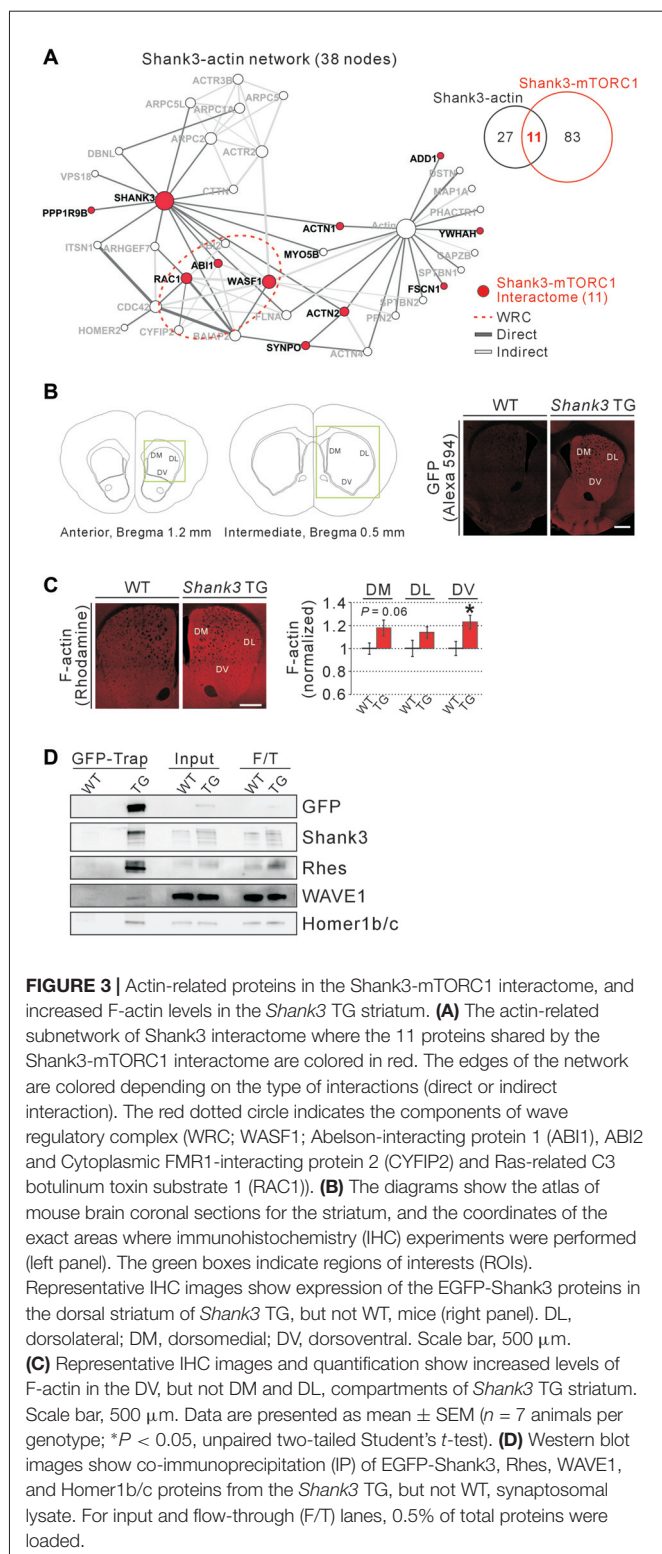 A
Shank3-actin network (38 nodes)
Shank3-mTORC1
Shank3-actin
27
11
83
ACTR3B
ARPC5L
ARPC1A
ARPC5
ARPC2
ACTR2
DBNL
VPS18
CTTN
SHANK3
PPP1R9B
ITSN1
ARHGEF7
ABI2
ABI1
RAC1
WASF1
CDC42
HOMER2
CYFIP2
BAIAP2
FLNA
SYNPO
ACTN2
ACTN4
ACTN1
MYO5B
Actin
ADD1
DSTN
MAP1A
PHACTR1
YWHAH
CAPZB
SPTBN1
FSCN1
SPTBN2
PFN2
Shank3-mTORC1
Interactome (11)
WRC
Direct
Indirect
B
DM
DL
DV
DM
DL
DV
Anterior, Bregma 1.2 mm
Intermediate, Bregma 0.5 mm
WT
Shank3 TG
GFP
(Alexa 594)
DM
DL
DV
C
WT
Shank3 TG
F-actin
(Rhodamine)
DM
DL
DV
DM
DL
DV
F-actin
(normalized)
1.4
1.2
1
0.8
0.6
P = 0.06
*
WT
TG
WT
TG
WT
TG
D
GFP-Trap
Input
F/T
WT
TG
WT
TG
WT
TG
GFP
Shank3
Rhes
WAVE1
Homer1b/c
FIGURE 3 | Actin-related proteins in the Shank3-mTORC1 interactome, and
increased F-actin levels in the Shank3 TG striatum. (A) The actin-related
subnetwork of Shank3 interactome where the 11 proteins shared by the
Shank3-mTORC1 interactome are colored in red. The edges of the network
are colored depending on the type of interactions (direct or indirect
interaction). The red dotted circle indicates the components of wave
regulatory complex (WRC; WASF1; Abelson-interacting protein 1 (ABI1), ABI2
and Cytoplasmic FMR1-interacting protein 2 (CYFIP2) and Ras-related C3
botulinum toxin substrate 1 (RAC1)). (B) The diagrams show the atlas of
mouse brain coronal sections for the striatum, and the coordinates of the
exact areas where immunohistochemistry (IHC) experiments were performed
(left panel). The green boxes indicate regions of interests (ROIs).
Representative IHC images show expression of the EGFP-Shank3 proteins in
the dorsal striatum of Shank3 TG, but not WT, mice (right panel). DL,
dorsolateral; DM, dorsomedial; DV, dorsoventral. Scale bar, 500 μm.
(C) Representative IHC images and quantification show increased levels of
F-actin in the DV, but not DM and DL, compartments of Shank3 TG striatum.
Scale bar, 500 μm. Data are presented as mean ± SEM (n = 7 animals per
genotype; *P < 0.05, unpaired two-tailed Student's t-test). (D) Western blot
images show co-immunoprecipitation (IP) of EGFP-Shank3, Rhes, WAVE1,
and Homer1b/c proteins from the Shank3 TG, but not WT, synaptosomal
lysate. For input and flow-through (F/T) lanes, 0.5% of total proteins were
loaded.